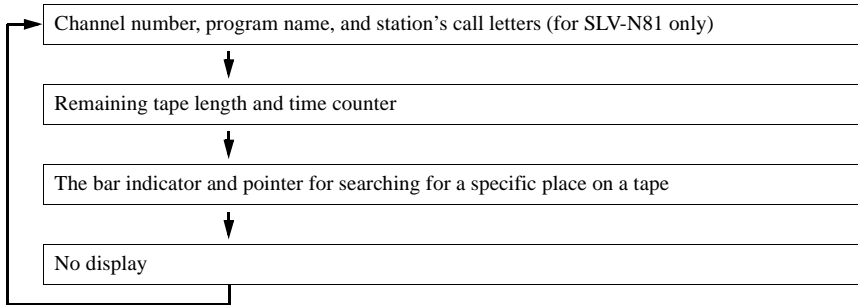 Channel number, program name, and station’s call letters (for SLV-N81 only)
Remaining tape length and time counter
The bar indicator and pointer for searching for a specific place on a tape
No display